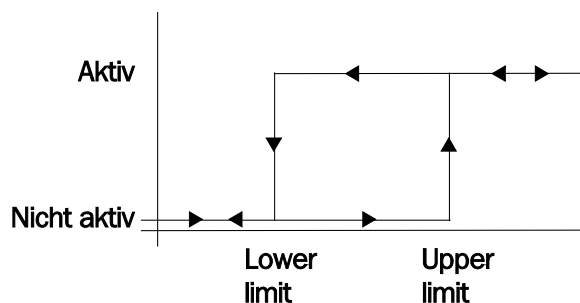 Aktiv
Nicht aktiv
Lower
limit
Upper
limit